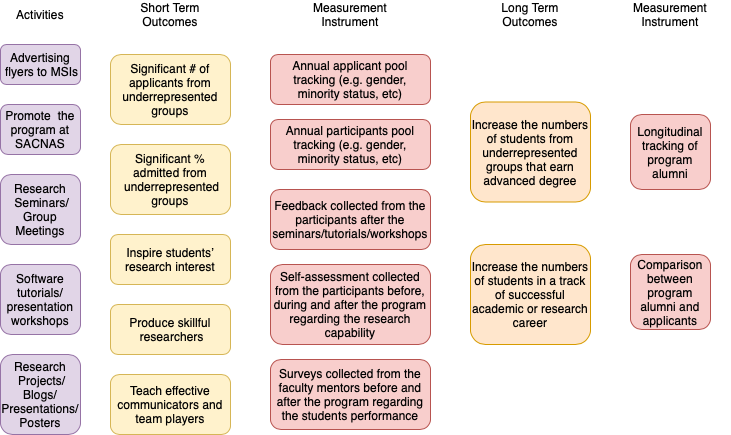 Activities
Short Term
Outcomes
Measurement
Instrument
Long Term
Outcomes
Measurement
Instrument
Advertising
flyers to MSIs
Promote the
program at
SACNAS
Research
Seminars/
Group
Meetings
Software
tutorials/
presentation
workshops
Research
Projects/
Blogs/
Presentations/
Posters
Significant # of
applicants from
underrepresented
groups
Significant %
admitted from
underrepresented
groups
Inspire students'
research interest
Produce skillful
researchers
Teach effective
communicators and
team players
Annual applicant pool
tracking (e.g. gender,
minority status, etc)
Annual participants pool
tracking (e.g. gender,
minority status, etc)
Feedback collected from the
participants after the
seminars/tutorials/workshops
Self-assessment collected
from the participants before,
during and after the program
regarding the research
capability
Surveys collected from the
faculty mentors before and
after the program regarding
the students performance
Increase the numbers
of students from
underrepresented
groups that earn
advanced degree
Increase the numbers
of students in a track
of successful
academic or research
career
Longitudinal
tracking of
program
alumni
Comparison
between
program
alumni and
applicants